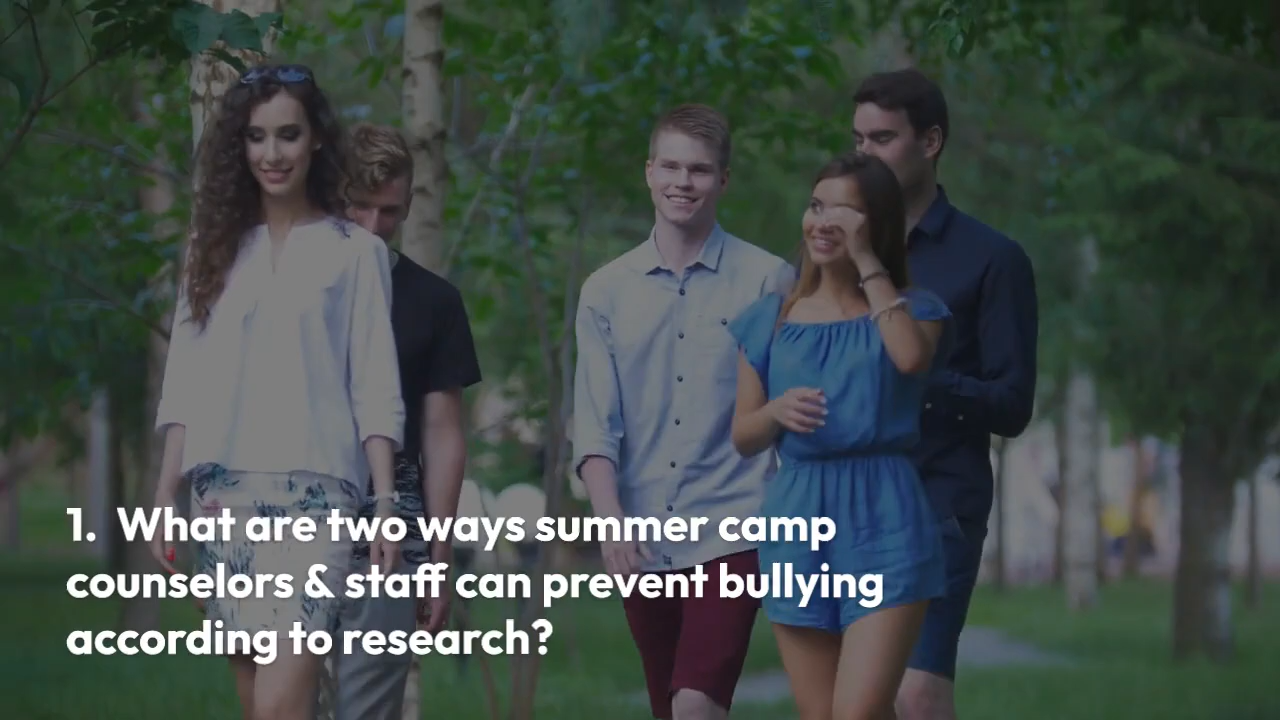 1. What are two ways summer camp
counselors & staff can prevent bullying
according to research?